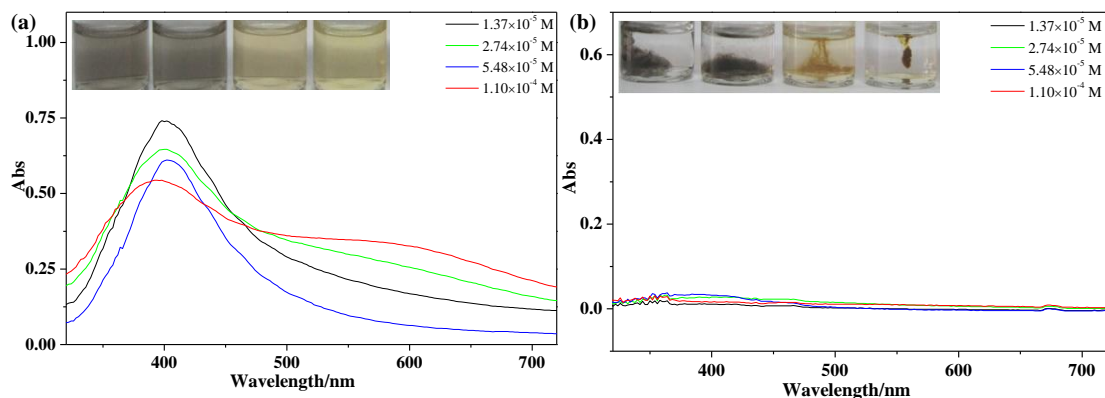 (a)
1.37×10⁻⁵ M
2.74×10⁻⁵ M
5.48×10⁻⁵ M
1.10×10⁻⁴ M
1.00
0.75
0.50
0.25
0.00
Abs
400 500 600 700
Wavelength/nm
(b)
1.37×10⁻⁵ M
2.74×10⁻⁵ M
5.48×10⁻⁵ M
1.10×10⁻⁴ M
0.6
0.4
0.2
0.0
Abs
400 500 600 700
Wavelength/nm